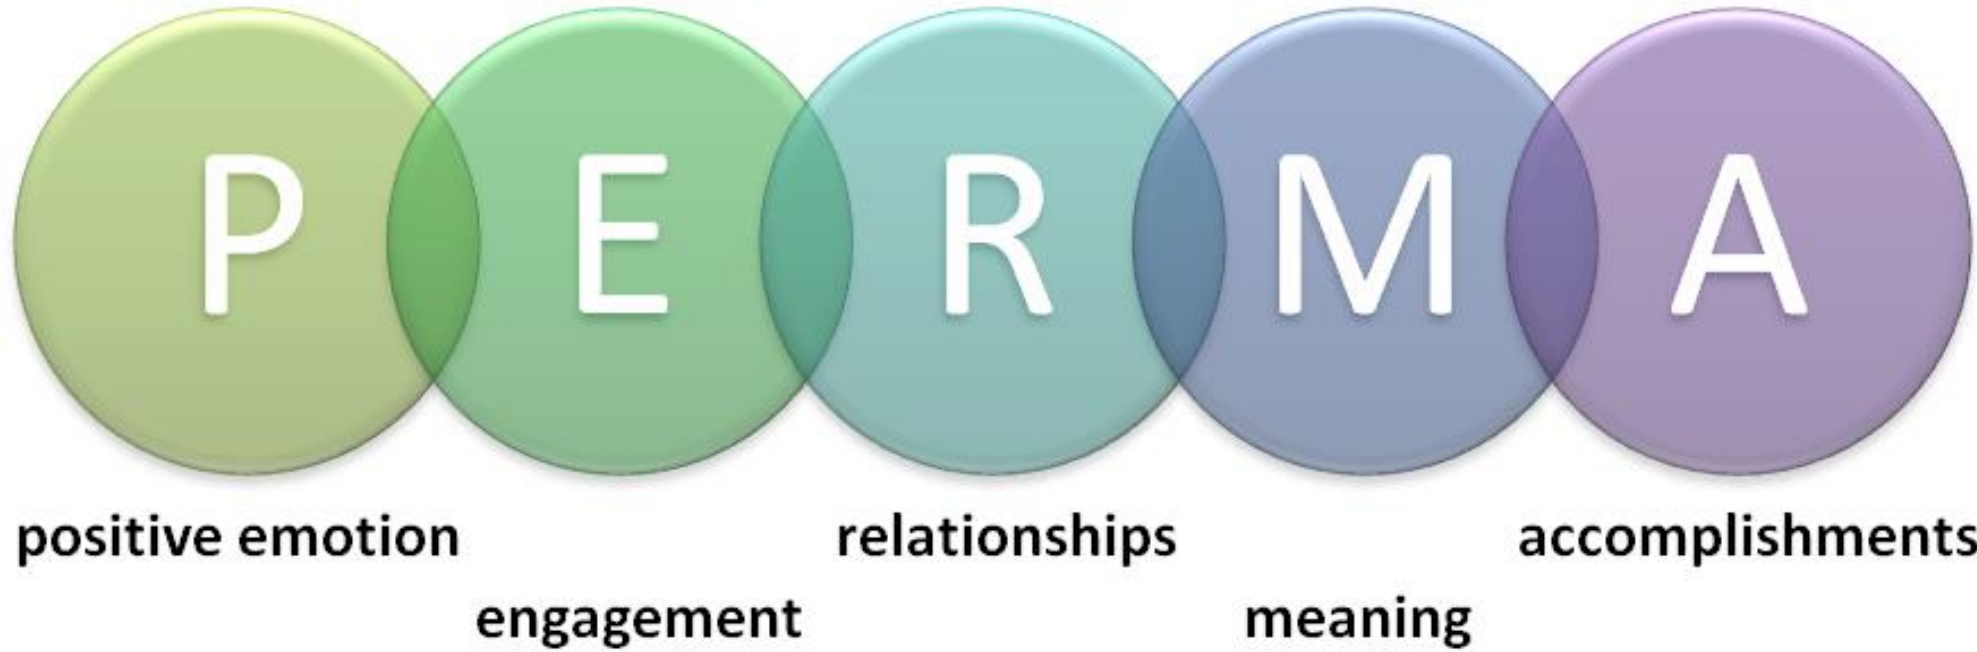 P E R M A
positive emotion relationships accomplishments
engagement meaning